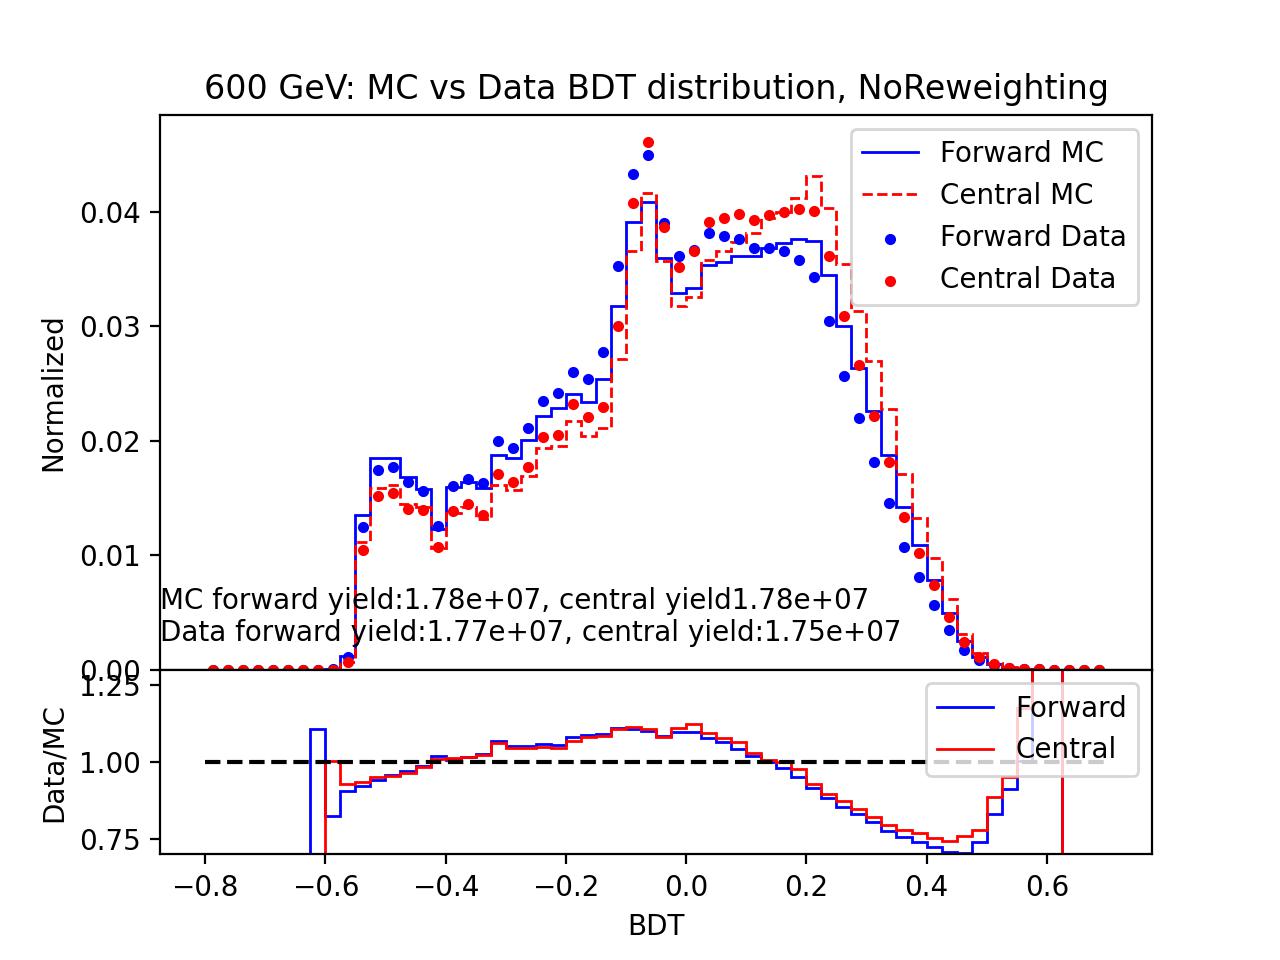 600 GeV: MC vs Data BDT distribution, NoReweighting
Forward MC
Central MC
Forward Data
Central Data
0.04
0.03
0.02
0.01
0.00
Normalized
MC forward yield:1.78e+07, central yield1.78e+07
Data forward yield:1.77e+07, central yield:1.75e+07
1.25
1.00
0.75
Data/MC
Forward
Central
−0.8 −0.6 −0.4 −0.2 0.0 0.2 0.4 0.6
BDT